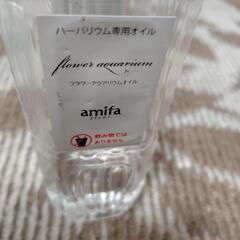 ハーバリウム専用オイル
flower aquarium
フラワーアクアリウムオイル
amifa
飲み物では
ありません